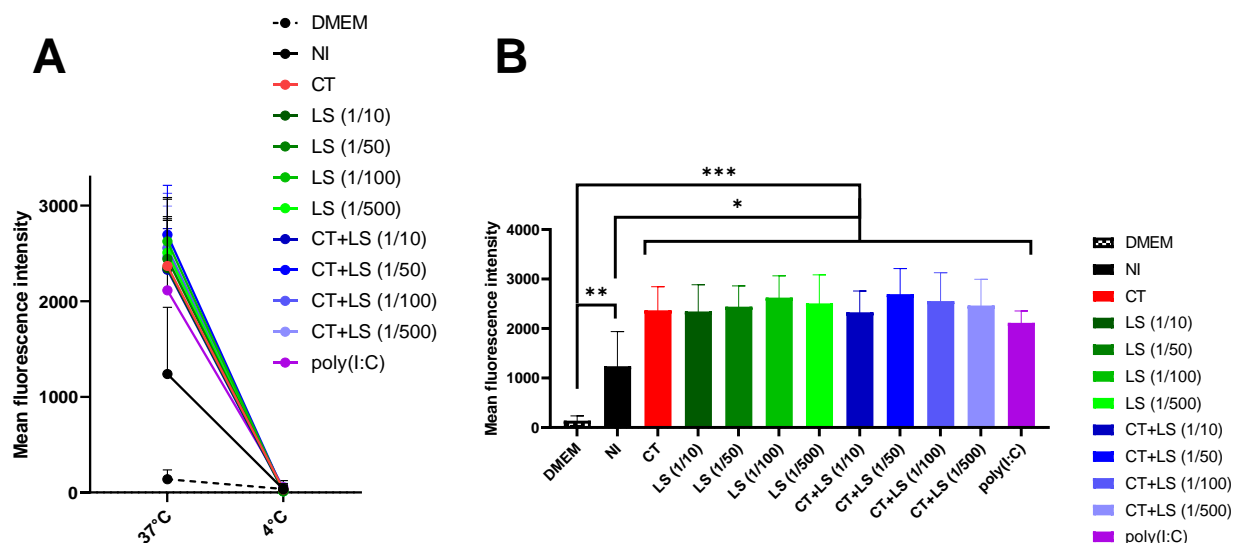 A
DMEM
NI
CT
LS (1/10)
LS (1/50)
LS (1/100)
LS (1/500)
CT+LS (1/10)
CT+LS (1/50)
CT+LS (1/100)
CT+LS (1/500)
poly(I:C)
Mean fluorescence intensity
3000
2000
1000
0
37°C
4°C
B
***
*
**
Mean fluorescence intensity
4000
3000
2000
1000
0
DMEM
NI
CT
LS (1/10)
LS (1/50)
LS (1/100)
LS (1/500)
CT+LS (1/10)
CT+LS (1/50)
CT+LS (1/100)
CT+LS (1/500)
poly(I:C)
DMEM
NI
CT
LS (1/10)
LS (1/50)
LS (1/100)
LS (1/500)
CT+LS (1/10)
CT+LS (1/50)
CT+LS (1/100)
CT+LS (1/500)
poly(I:C)